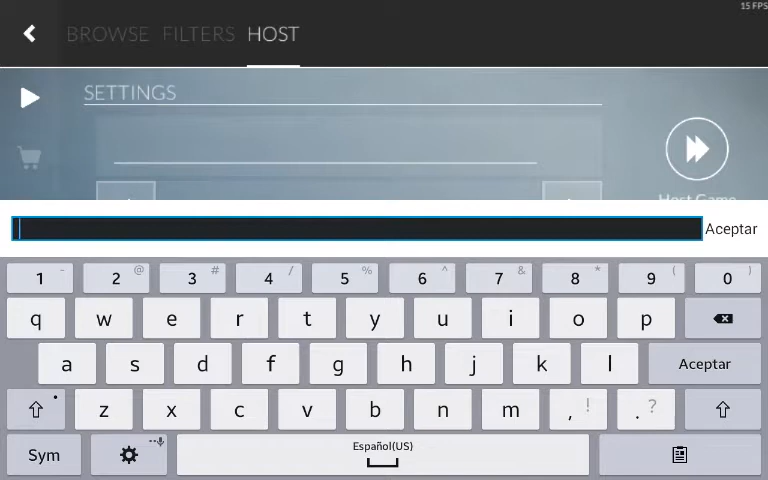 15 FPS
BROWSE FILTERS HOST
SETTINGS
Host Game
Aceptar
1 - 2 @ 3 # 4 / 5 % 6 ^ 7 & 8 * 9 ( 0 )
q w e r t y u i o p
a s d f g h j k l Aceptar
z x c v b n m , ! . ?
Sym Español(US)